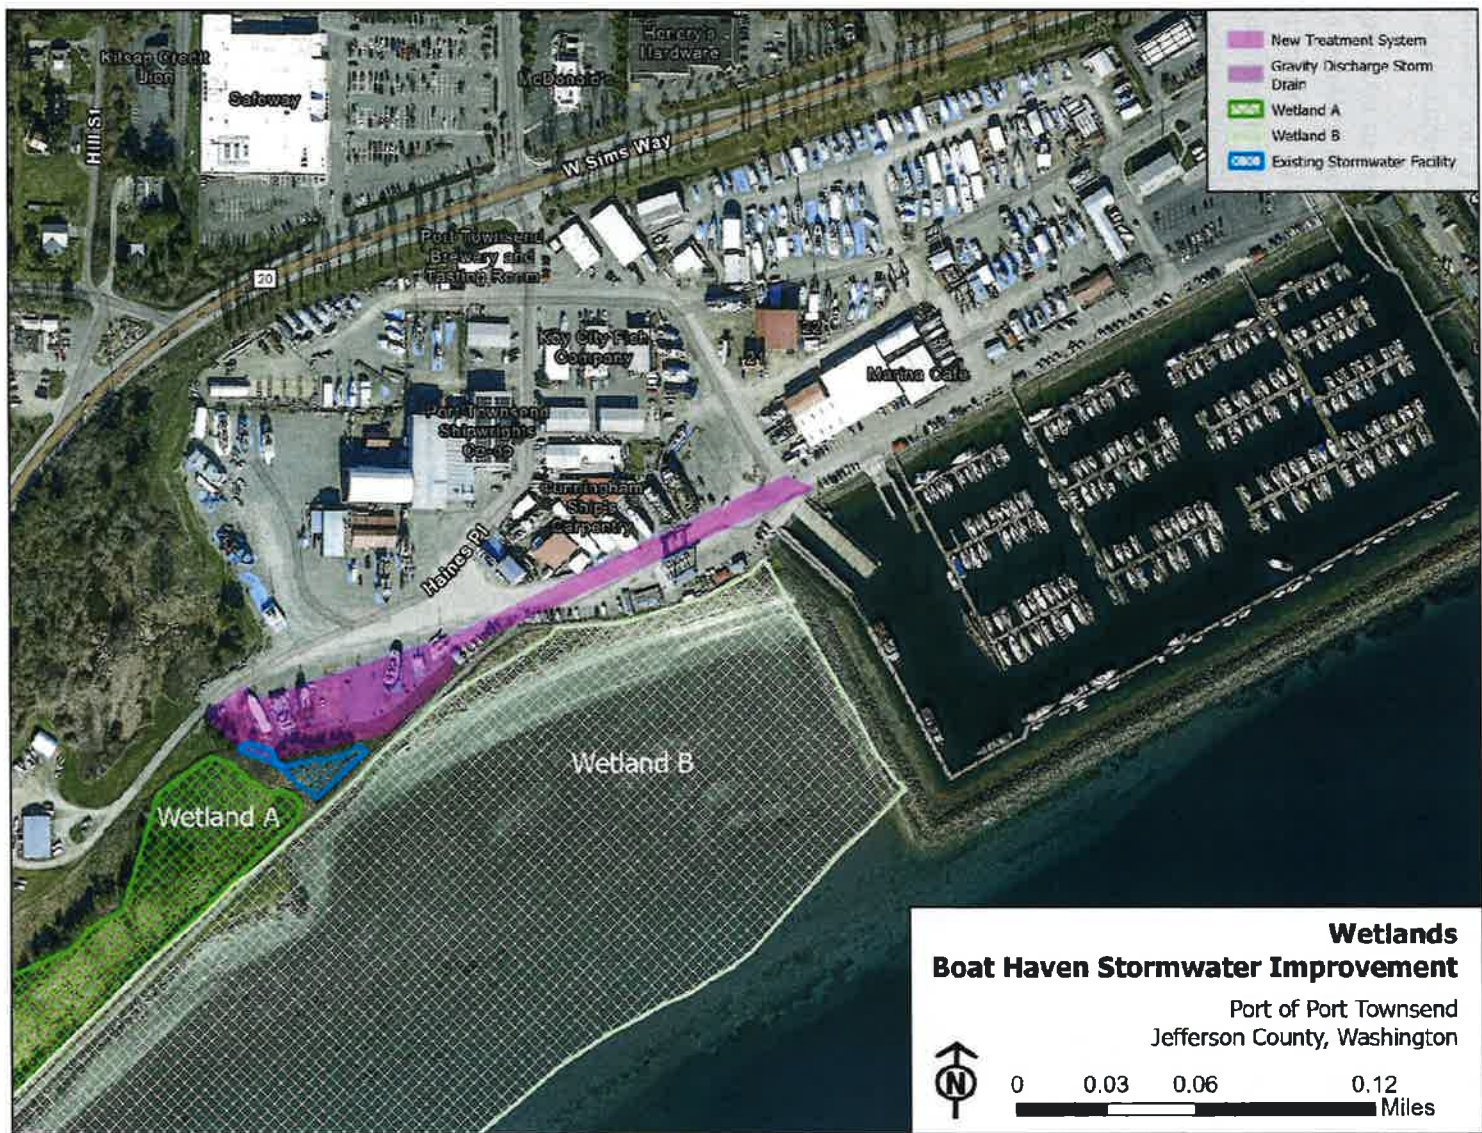 New Treatment System
Gravity Discharge Storm
Drain
Wetland A
Wetland B
Existing Stormwater Facility
Kitsap Credit
Safeway
McDonald's
Henery's
Hardware
Hill St
W Sims Way
20
Port Townsend
Brewery and
Tasting Room
Key City Fish
Company
Marina Cafe
Port Townsend
Shipwrights
Co-op
Cunningham
Ship's
Carpentry
Haines Pl
Wetland B
Wetland A
Wetlands
Boat Haven Stormwater Improvement
Port of Port Townsend
Jefferson County, Washington
N
0 0.03 0.06 0.12
Miles